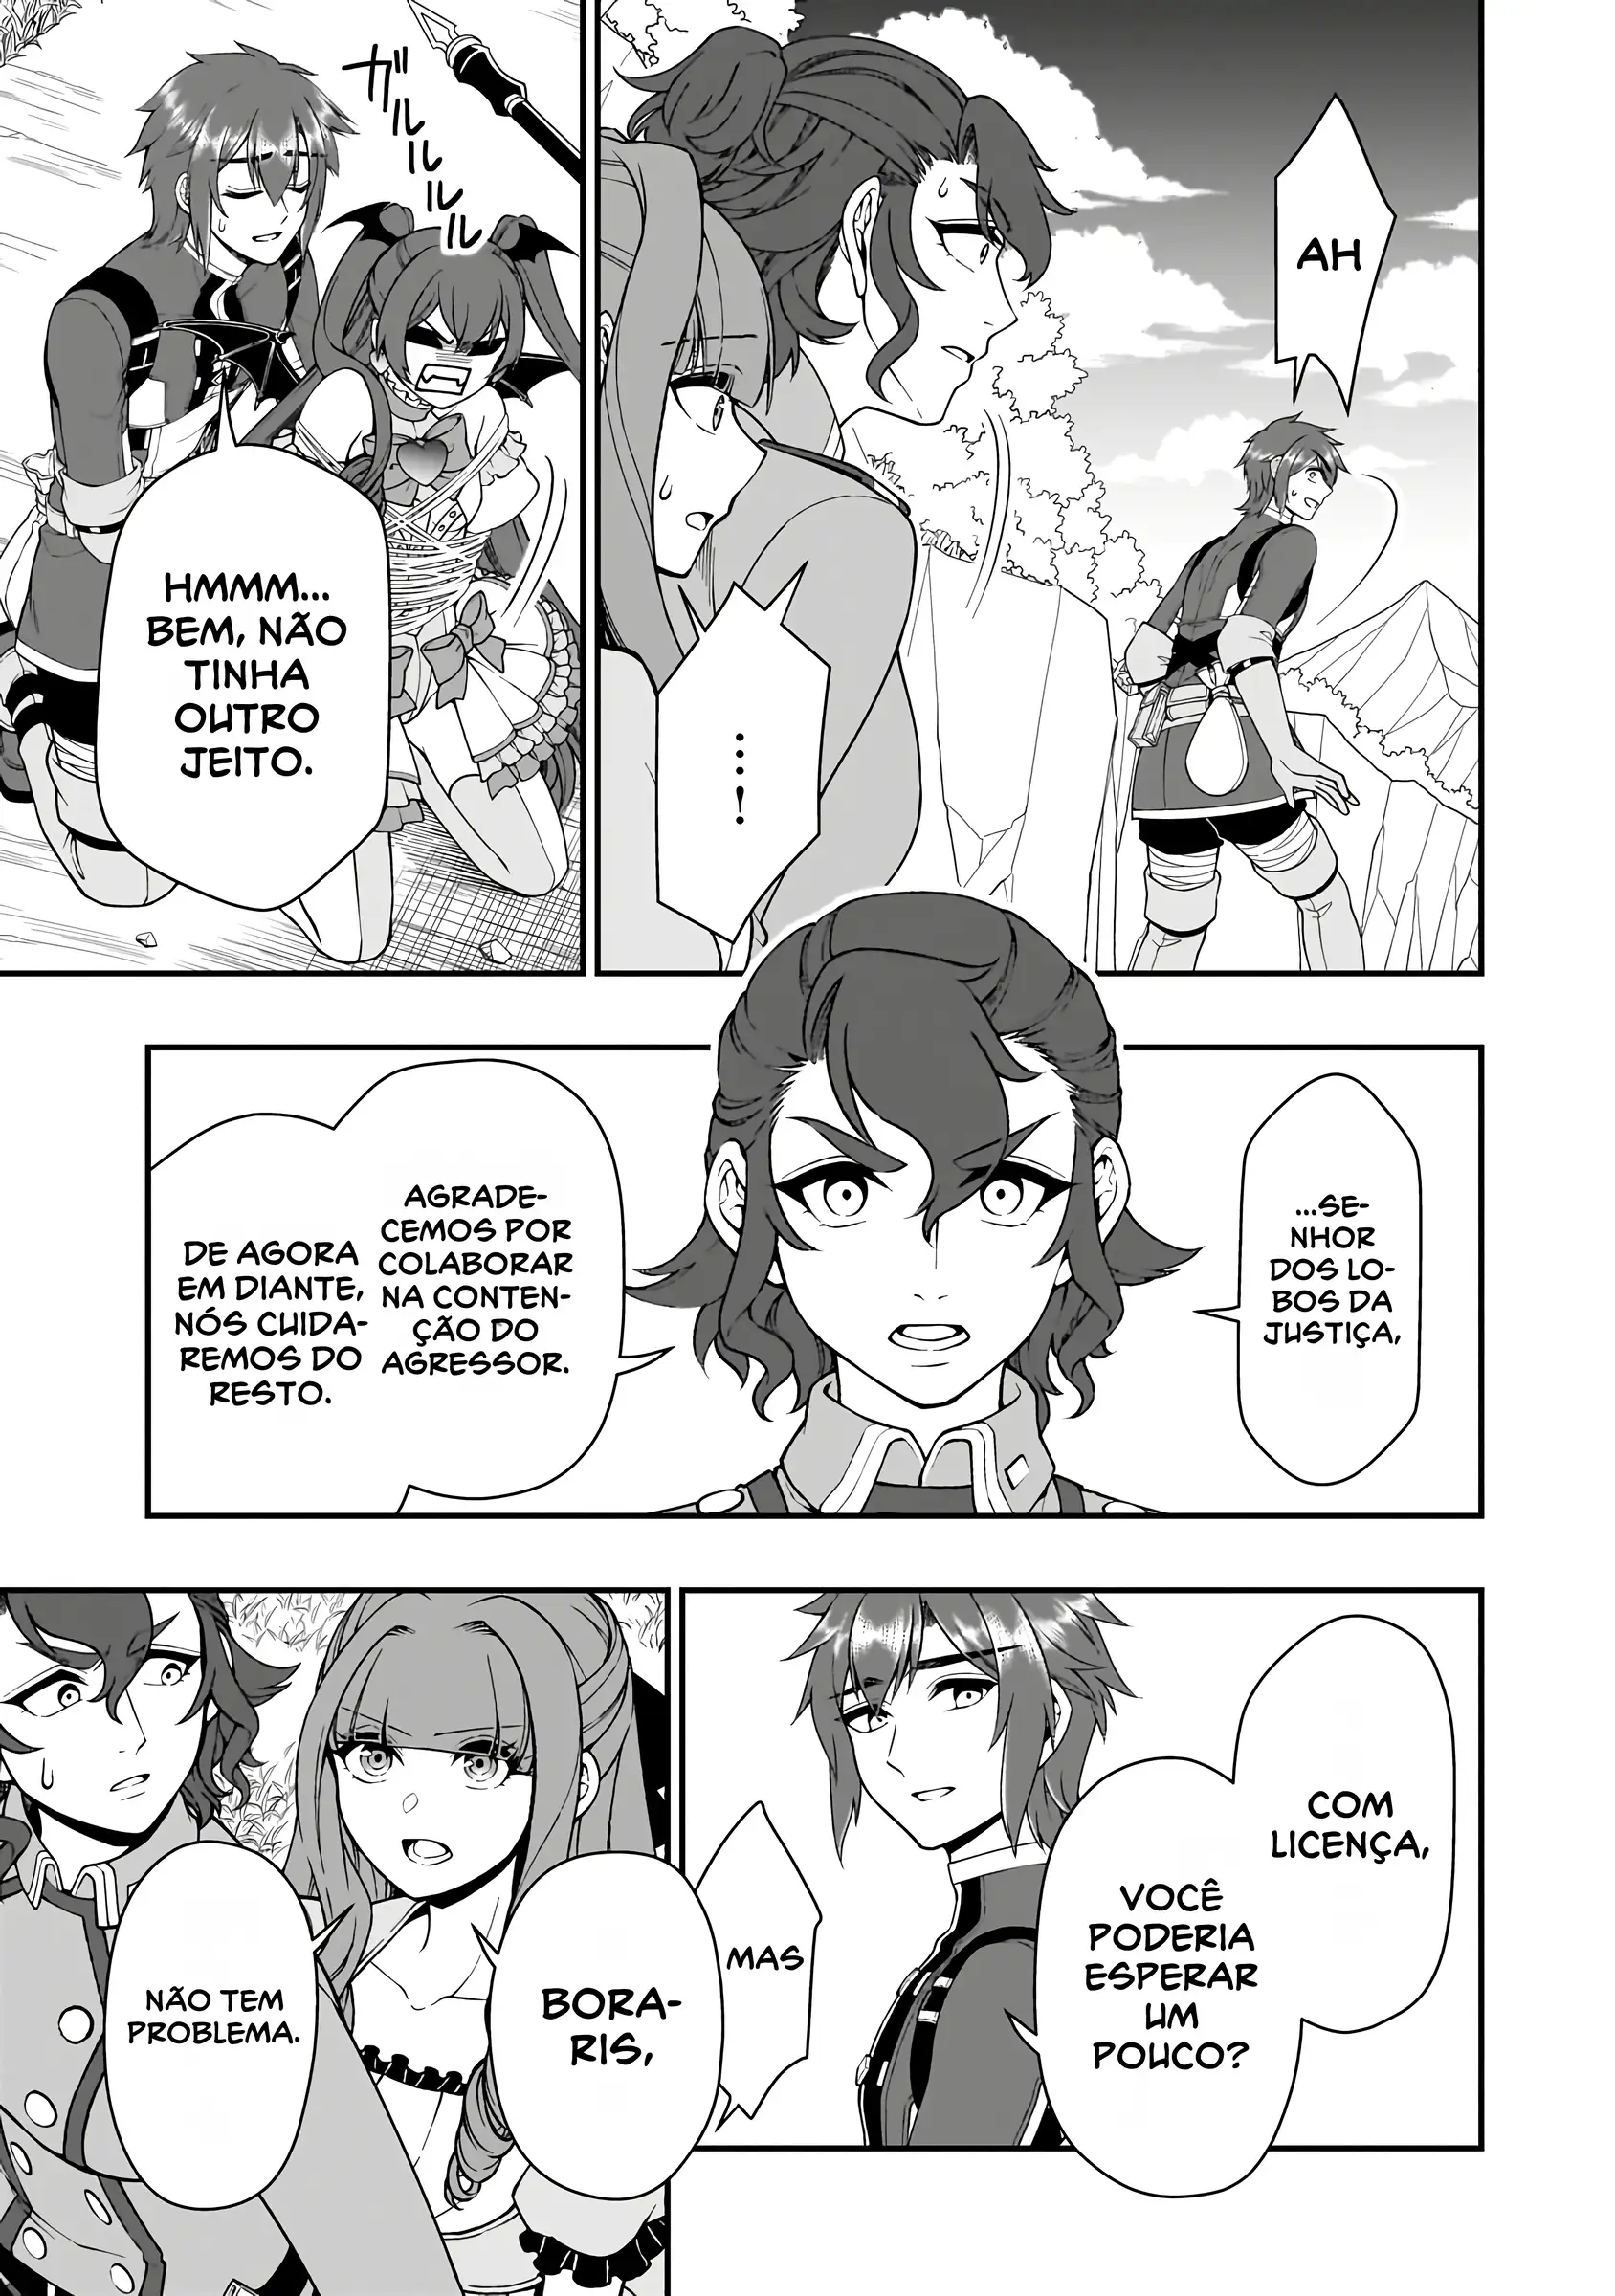 AH
...!
ガルルルルル
HMMM...
BEM, NÃO
TINHA
OUTRO
JEITO.
...SE-
NHOR
DOS LO-
BOS DA
JUSTIÇA,
AGRADE-
CEMOS POR
COLABORAR
NA CONTEN-
ÇÃO DO
AGRESSOR.
DE AGORA
EM DIANTE,
NÓS CUIDA-
REMOS DO
RESTO.
COM
LICENÇA,
VOCÊ
PODERIA
ESPERAR
UM
POUCO?
MAS
BORA-
RIS,
NÃO TEM
PROBLEMA.